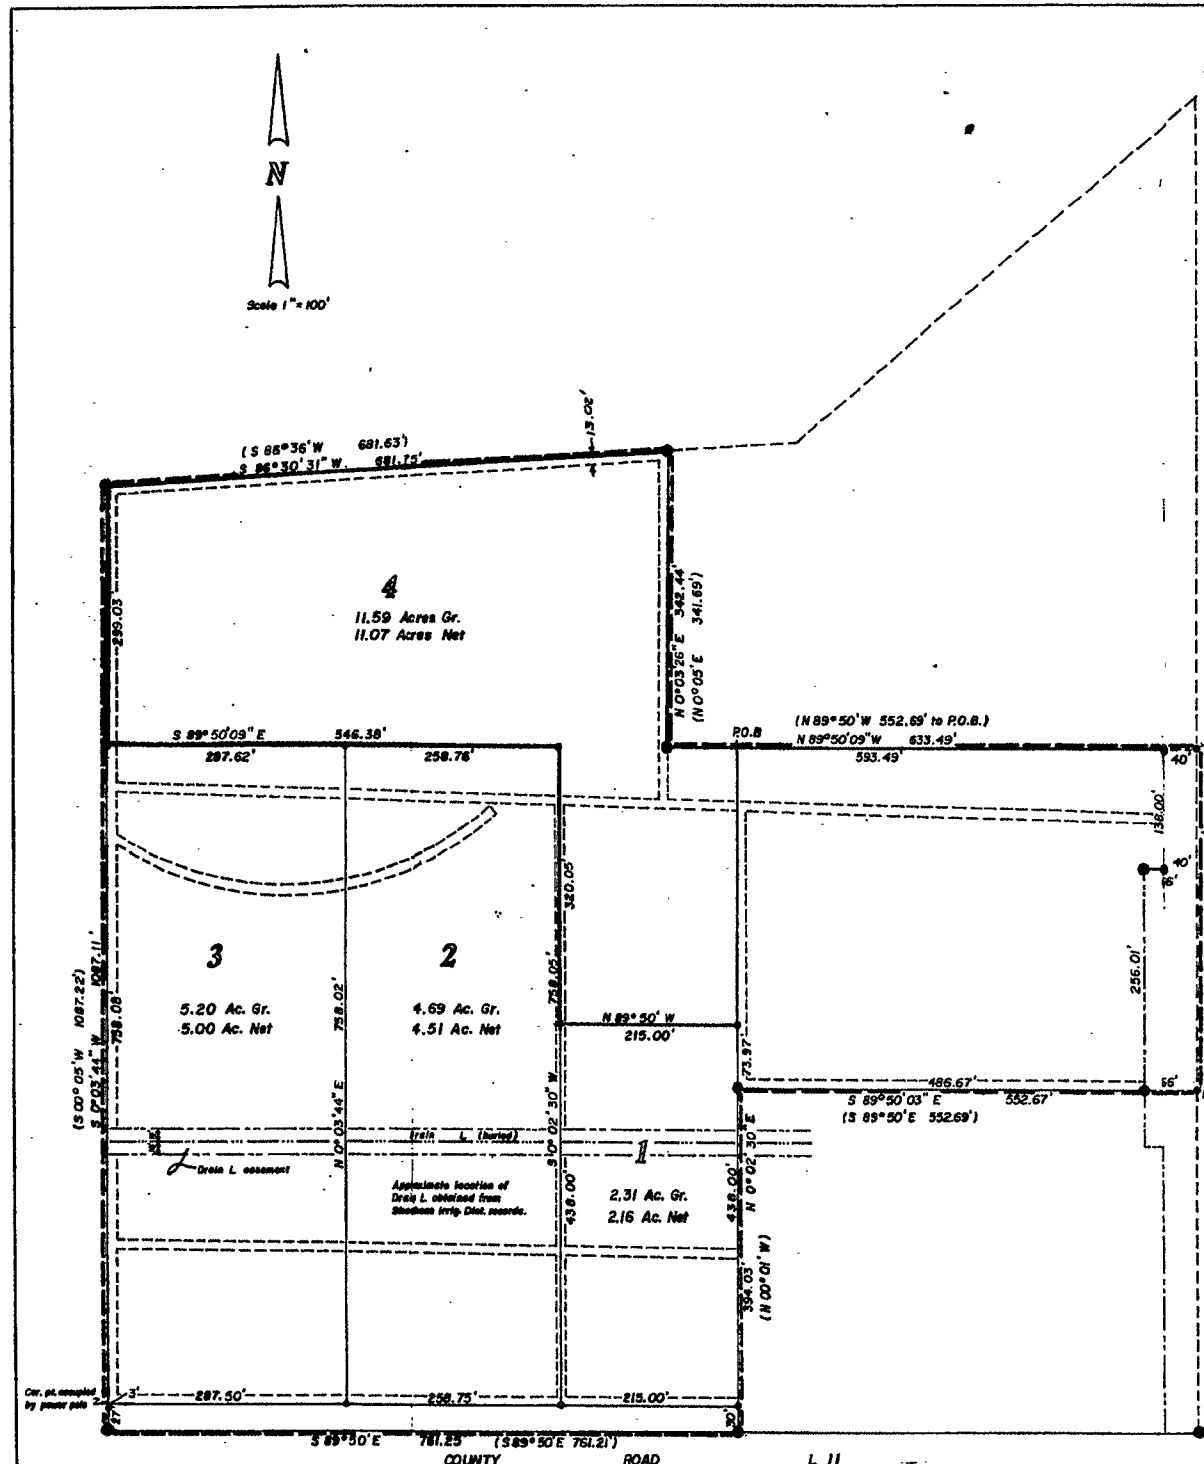 N
Scale 1" = 100'
13.02'
(S 86°36'W 681.63')
S 86°30'31" W. 681.75'
4
11.59 Acres Gr.
11.07 Acres Net
299.03'
N 0°03'26" E 342.44'
(N 0°05' E 341.69')
S 89°50'09" E 546.38'
287.62' 258.76'
P.O.B
(N 89°50'W 552.69' to P.O.B.)
N 89°50'09" W 633.49'
593.49'
40'
138.00'
40'
256.01'
320.05'
3
5.20 Ac. Gr.
5.00 Ac. Net
2
4.69 Ac. Gr.
4.51 Ac. Net
(S 00°05'W 1087.22')
S 0°03'44" W 1087.11'
758.08'
758.02'
N 0°03'44" E
758.05'
S 0°02'30" W
N 89°50' W
215.00'
73.97'
486.67'
66'
S 89°50'03" E 552.67'
(S 89°50'E 552.69')
Drain L (buried)
Drain L easement
Approximate location of
Drain L obtained from
Irrig. Dist. records.
1
2.31 Ac. Gr.
2.16 Ac. Net
438.00'
438.00'
N 0°02'30" E
394.03'
(N 00°01' W)
Cor. pt. occupied
by power pole
2'
3'
27'
287.50'
258.75'
215.00'
30'
S 89°50'E 761.25' (S 89°50'E 761.21')
COUNTY ROAD L 11